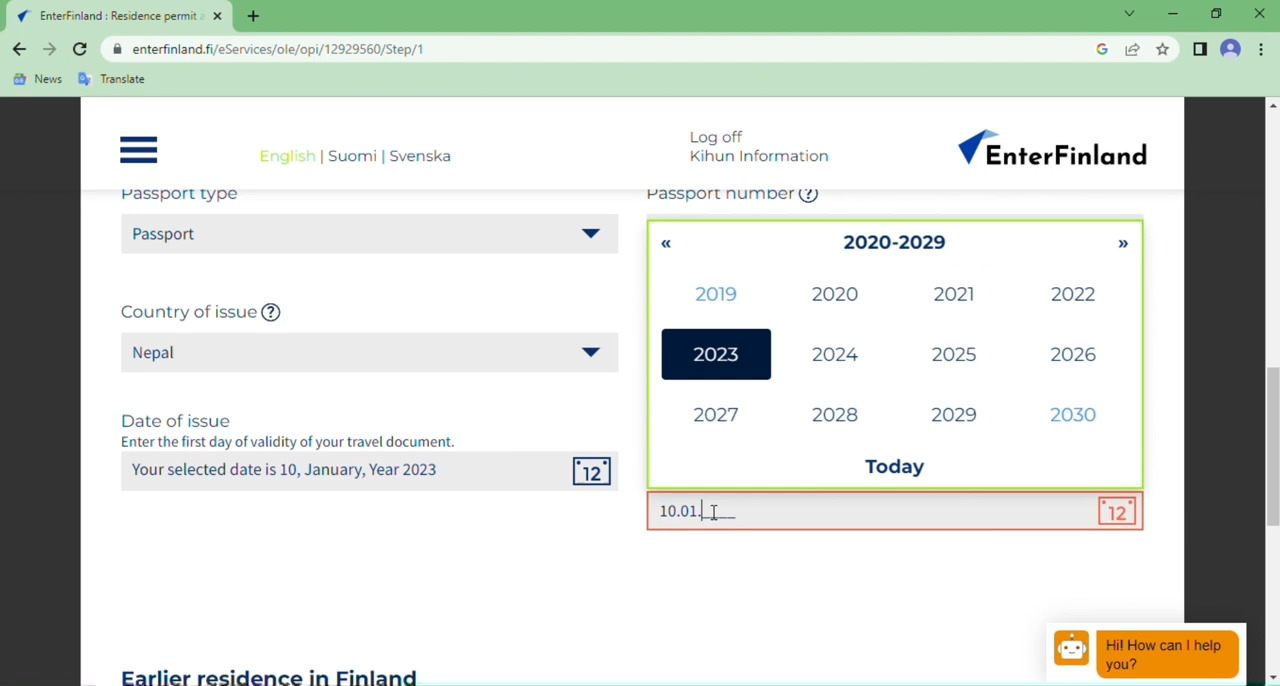 EnterFinland : Residence permit a
enterfinland.fi/eServices/ole/opi/12929560/Step/1
News Translate
English | Suomi | Svenska
Log off
Kihun Information
EnterFinland
Passport type
Passport
Passport number ?
Country of issue ?
Nepal
Date of issue
Enter the first day of validity of your travel document.
Your selected date is 10, January, Year 2023
12
« 2020-2029 »
2019 2020 2021 2022
2023 2024 2025 2026
2027 2028 2029 2030
Today
10.01.____
12
Hi! How can I help
you?
Earlier residence in Finland